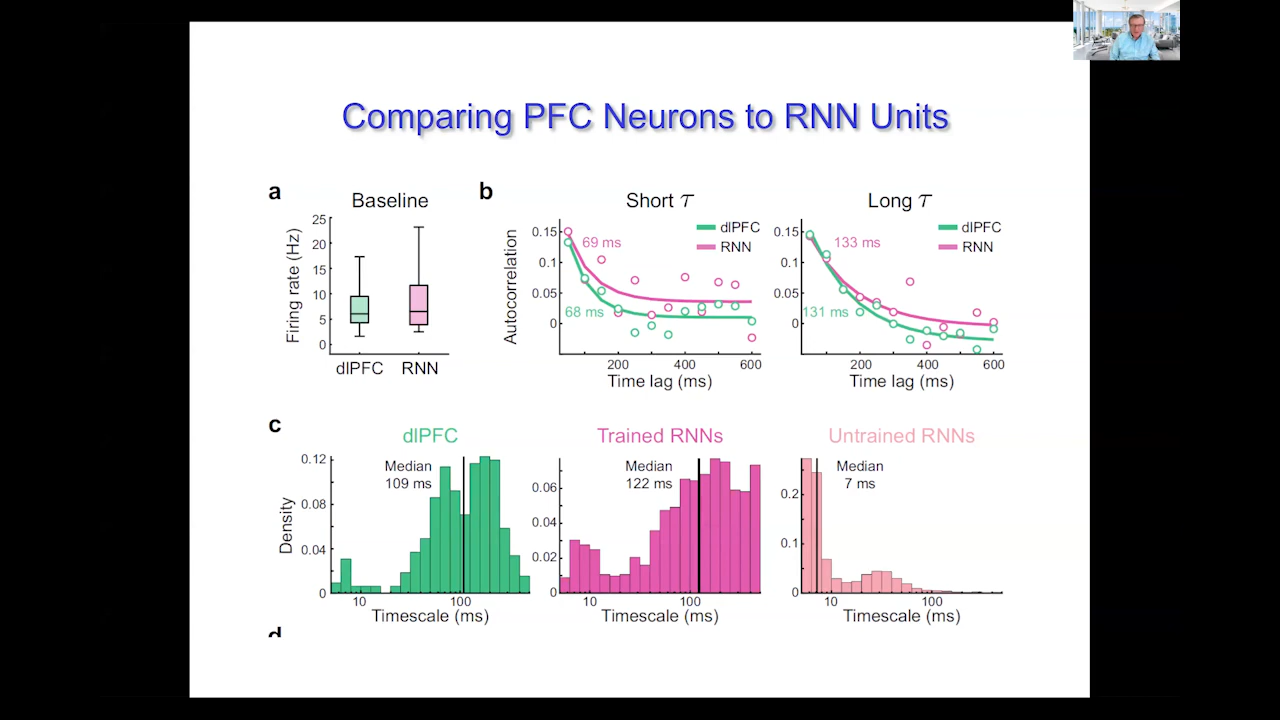 Comparing PFC Neurons to RNN Units
a
Baseline
Firing rate (Hz)
25
20
15
10
5
0
dlPFC RNN
b
Short τ
Autocorrelation
0.15
0.1
0.05
0
69 ms
68 ms
dlPFC
RNN
200 400 600
Time lag (ms)
Long τ
0.15
0.1
0.05
0
133 ms
131 ms
dlPFC
RNN
200 400 600
Time lag (ms)
c
dlPFC
Density
0.12
0.08
0.04
0
Median
109 ms
10 100
Timescale (ms)
Trained RNNs
0.06
0.04
0.02
0
Median
122 ms
10 100
Timescale (ms)
Untrained RNNs
0.2
0.1
0
Median
7 ms
10 100
Timescale (ms)
d